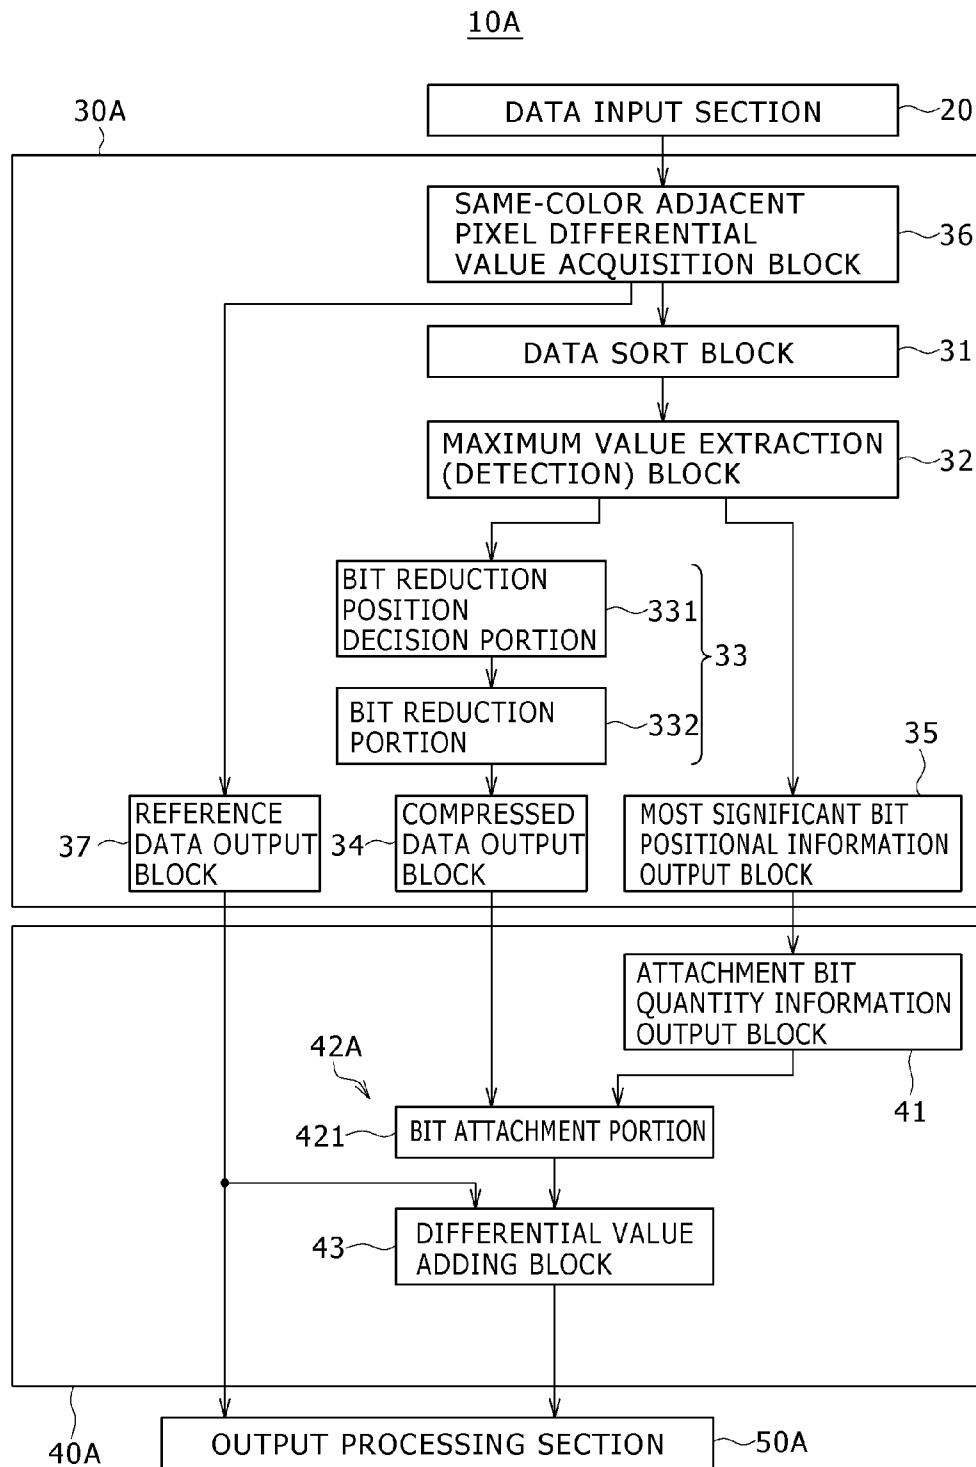 10A
30A
DATA INPUT SECTION
20
SAME-COLOR ADJACENT
PIXEL DIFFERENTIAL
VALUE ACQUISITION BLOCK
36
DATA SORT BLOCK
31
MAXIMUM VALUE EXTRACTION
(DETECTION) BLOCK
32
BIT REDUCTION
POSITION
DECISION PORTION
331
33
BIT REDUCTION
PORTION
332
35
37
REFERENCE
DATA OUTPUT
BLOCK
34
COMPRESSED
DATA OUTPUT
BLOCK
MOST SIGNIFICANT BIT
POSITIONAL INFORMATION
OUTPUT BLOCK
ATTACHMENT BIT
QUANTITY INFORMATION
OUTPUT BLOCK
41
42A
421
BIT ATTACHMENT PORTION
43
DIFFERENTIAL VALUE
ADDING BLOCK
40A
OUTPUT PROCESSING SECTION
50A